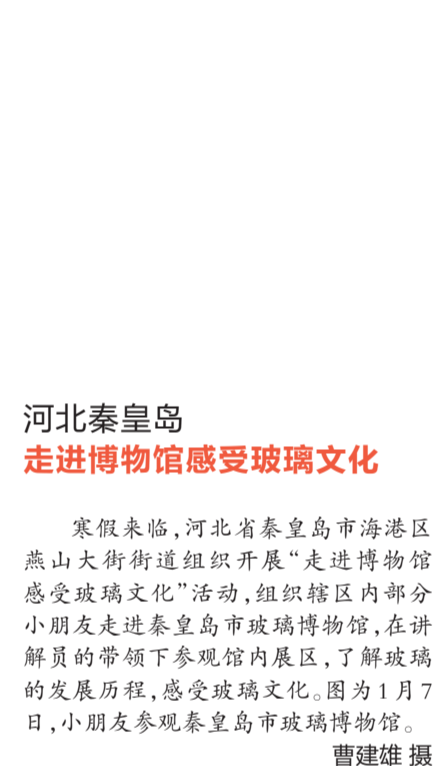 河北秦皇岛
走进博物馆感受玻璃文化
寒假来临,河北省秦皇岛市海港区
燕山大街街道组织开展“走进博物馆
感受玻璃文化”活动,组织辖区内部分
小朋友走进秦皇岛市玻璃博物馆,在讲
解员的带领下参观馆内展区,了解玻璃
的发展历程,感受玻璃文化。图为1月7
日,小朋友参观秦皇岛市玻璃博物馆。
曹建雄 摄